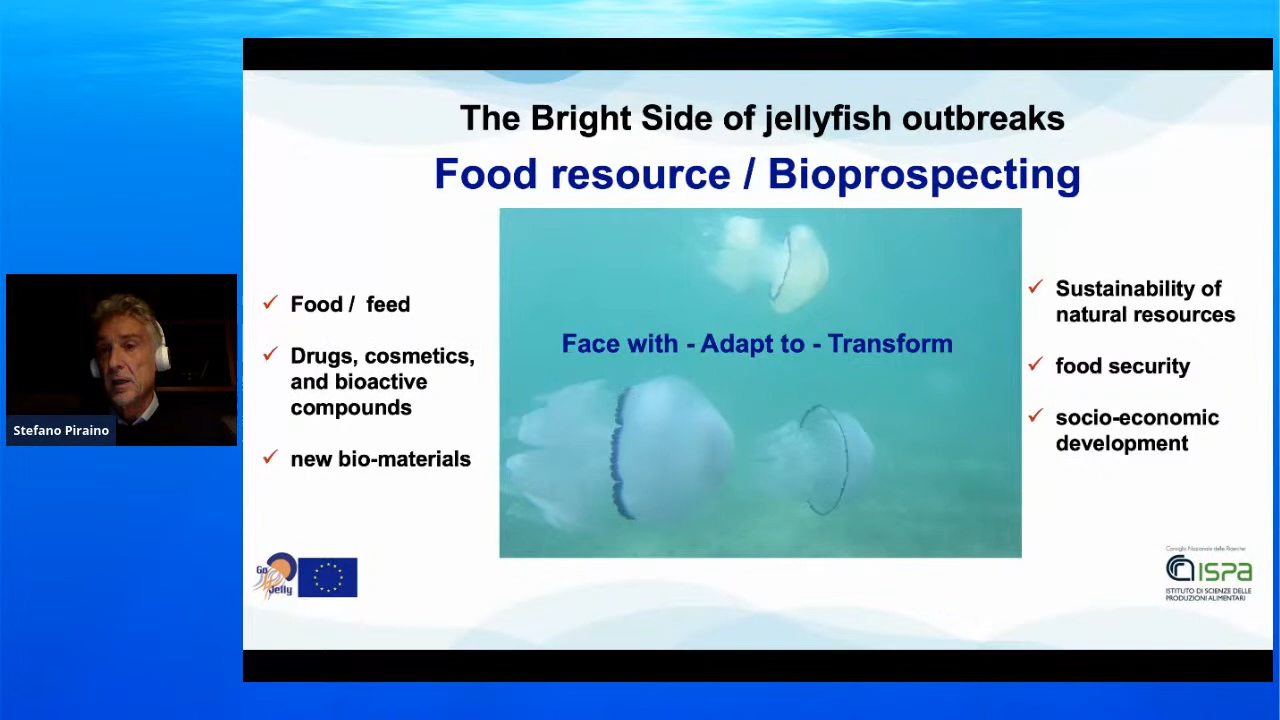 The Bright Side of jellyfish outbreaks
Food resource / Bioprospecting
Food / feed
Drugs, cosmetics,
and bioactive
compounds
new bio-materials
Face with - Adapt to - Transform
Sustainability of
natural resources
food security
socio-economic
development
Stefano Piraino
Go
Jelly
Consiglio Nazionale delle Ricerche
ISPA
ISTITUTO DI SCIENZE DELLE
PRODUZIONI ALIMENTARI